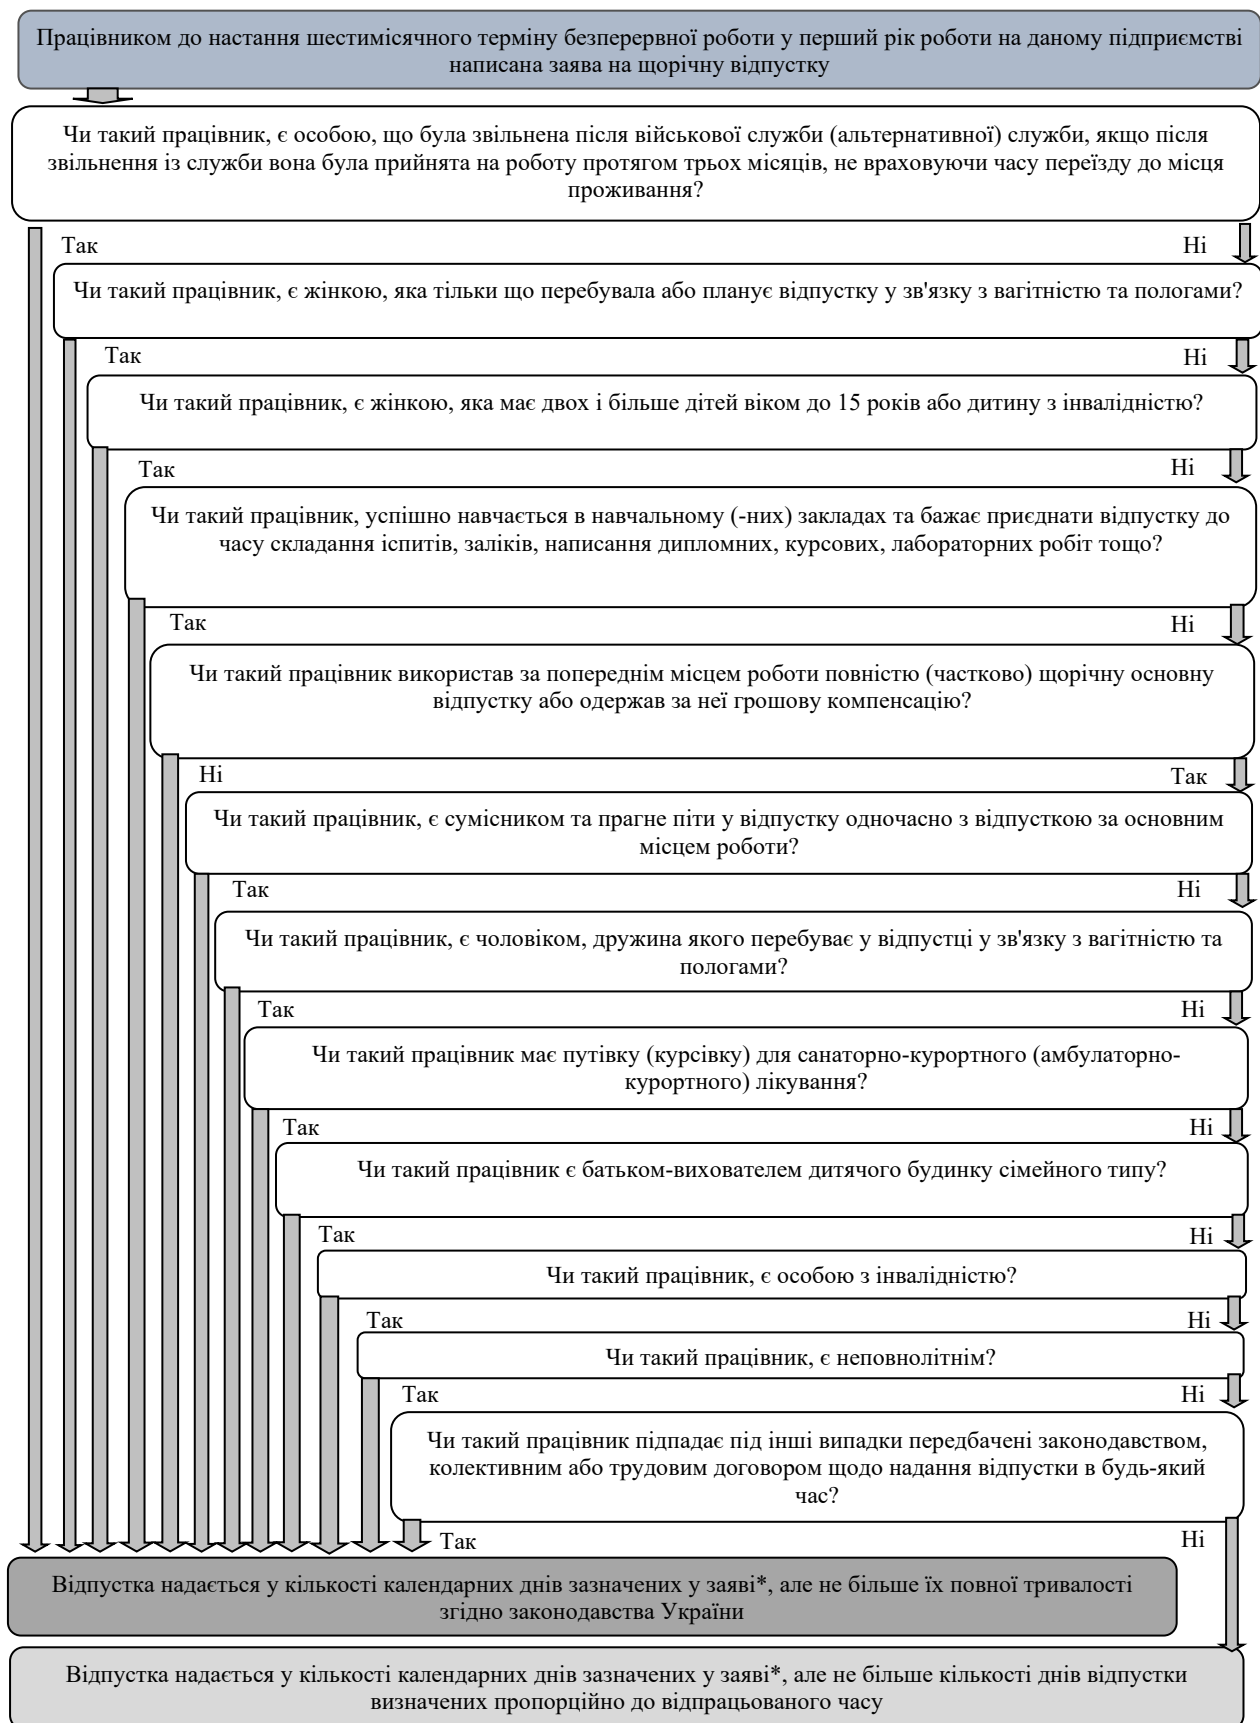 Працівником до настання шестимісячного терміну безперервної роботи у перший рік роботи на даному підприємстві
написана заява на щорічну відпустку
Чи такий працівник, є особою, що була звільнена після військової служби (альтернативної) служби, якщо після
звільнення із служби вона була прийнята на роботу протягом трьох місяців, не враховуючи часу переїзду до місця
проживання?
Так
Ні
Чи такий працівник, є жінкою, яка тільки що перебувала або планує відпустку у зв'язку з вагітністю та пологами?
Так
Ні
Чи такий працівник, є жінкою, яка має двох і більше дітей віком до 15 років або дитину з інвалідністю?
Так
Ні
Чи такий працівник, успішно навчається в навчальному (-них) закладах та бажає приєднати відпустку до
часу складання іспитів, заліків, написання дипломних, курсових, лабораторних робіт тощо?
Так
Ні
Чи такий працівник використав за попереднім місцем роботи повністю (частково) щорічну основну
відпустку або одержав за неї грошову компенсацію?
Ні
Так
Чи такий працівник, є сумісником та прагне піти у відпустку одночасно з відпусткою за основним
місцем роботи?
Так
Ні
Чи такий працівник, є чоловіком, дружина якого перебуває у відпустці у зв'язку з вагітністю та
пологами?
Так
Ні
Чи такий працівник має путівку (курсівку) для санаторно-курортного (амбулаторно-
курортного) лікування?
Так
Ні
Чи такий працівник є батьком-вихователем дитячого будинку сімейного типу?
Так
Ні
Чи такий працівник, є особою з інвалідністю?
Так
Ні
Чи такий працівник, є неповнолітнім?
Так
Ні
Чи такий працівник підпадає під інші випадки передбачені законодавством,
колективним або трудовим договором щодо надання відпустки в будь-який
час?
Так
Ні
Відпустка надається у кількості календарних днів зазначених у заяві*, але не більше їх повної тривалості
згідно законодавства України
Відпустка надається у кількості календарних днів зазначених у заяві*, але не більше кількості днів відпустки
визначених пропорційно до відпрацьованого часу